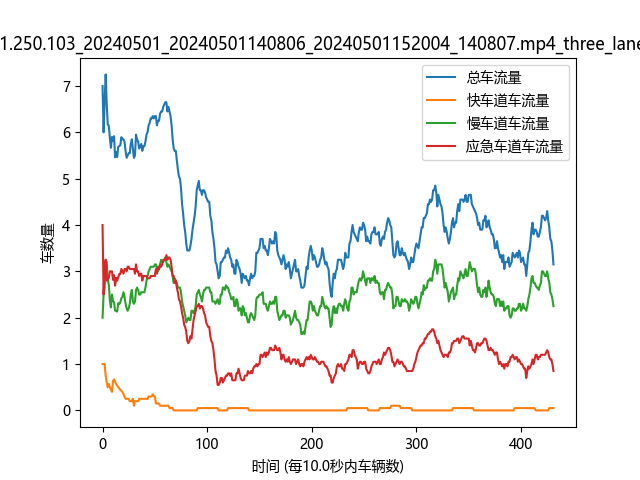 1.250.103_20240501_20240501140806_20240501152004_140807.mp4_three_lane
总车流量
快车道车流量
慢车道车流量
应急车道车流量
车数量
7
6
5
4
3
2
1
0
0 100 200 300 400
时间 (每10.0秒内车辆数)